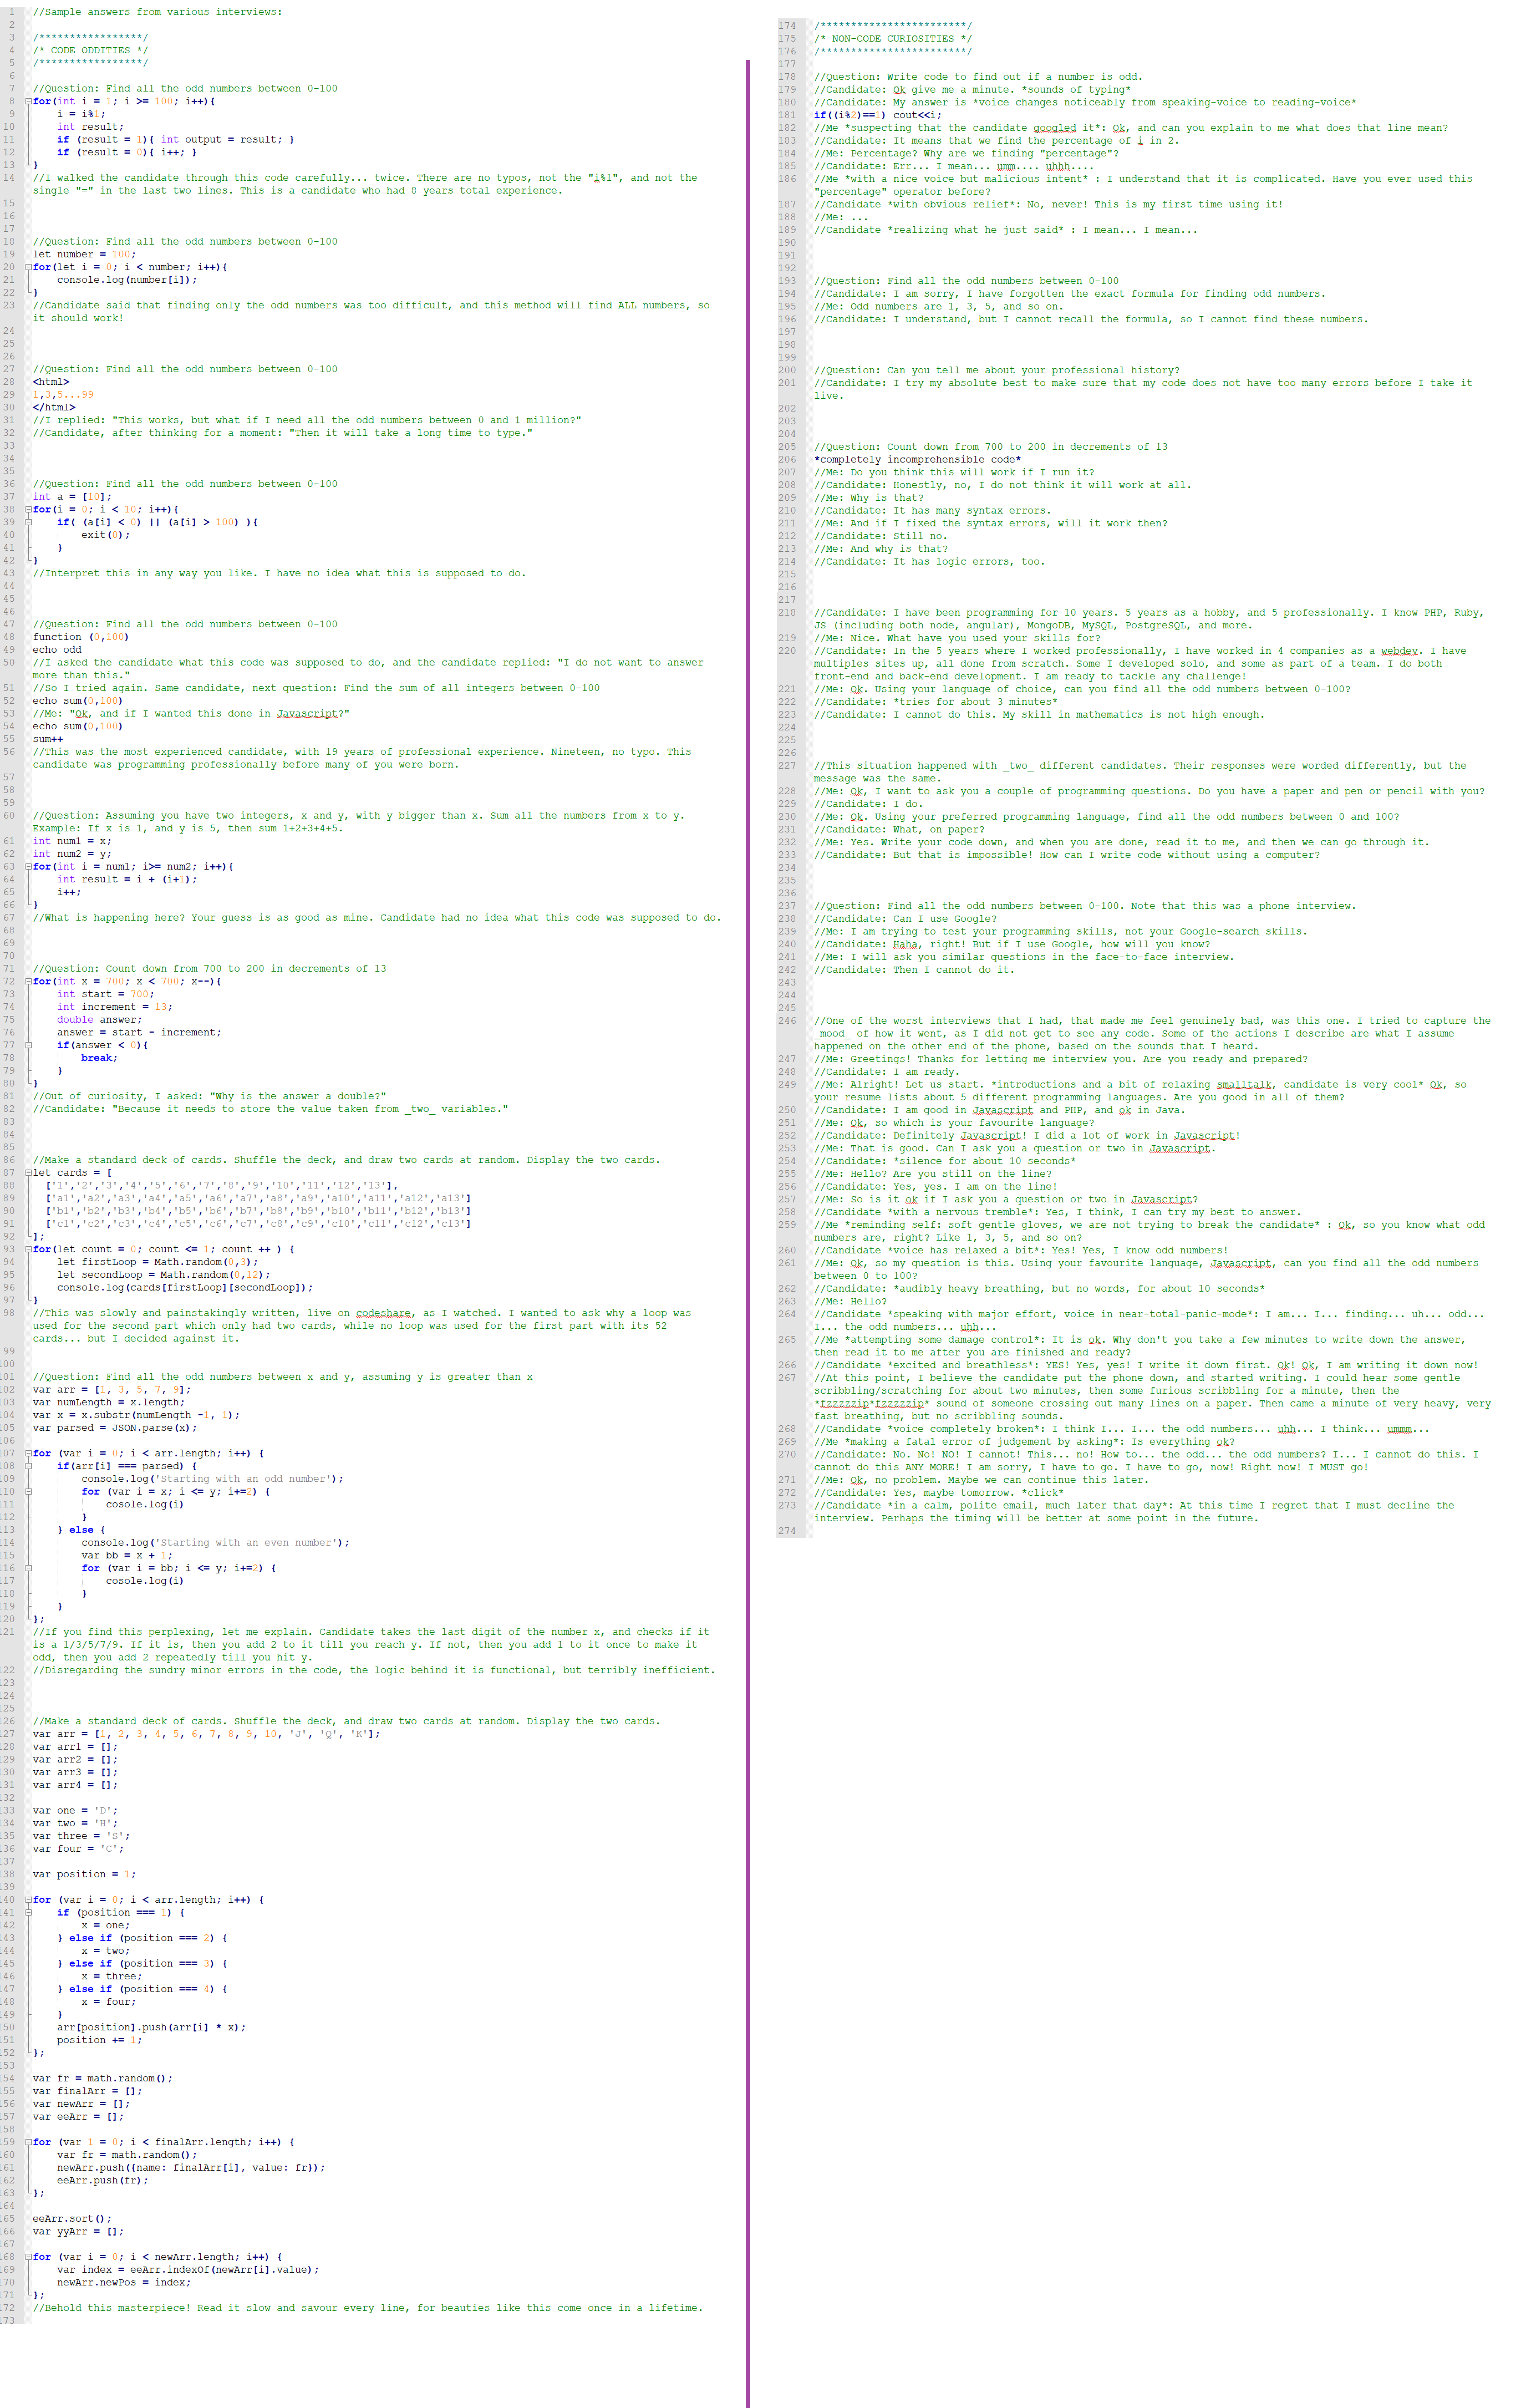 1 //Sample answers from various interviews:
2
3 /*****************/
4 /* CODE ODDITIES */
5 /*****************/
6
7 //Question: Find all the odd numbers between 0-100
8 for(int i = 1; i >= 100; i++){
9 i = i%1;
10 int result;
11 if (result = 1){ int output = result; }
12 if (result = 0){ i++; }
13 }
14 //I walked the candidate through this code carefully... twice. There are no typos, not the "i%1", and not the
single "=" in the last two lines. This is a candidate who had 8 years total experience.
15
16
17
18 //Question: Find all the odd numbers between 0-100
19 let number = 100;
20 for(let i = 0; i < number; i++){
21 console.log(number[i]);
22 }
23 //Candidate said that finding only the odd numbers was too difficult, and this method will find ALL numbers, so
it should work!
24
25
26
27 //Question: Find all the odd numbers between 0-100
28 <html>
29 1,3,5...99
30 </html>
31 //I replied: "This works, but what if I need all the odd numbers between 0 and 1 million?"
32 //Candidate, after thinking for a moment: "Then it will take a long time to type."
33
34
35
36 //Question: Find all the odd numbers between 0-100
37 int a = [10];
38 for(i = 0; i < 10; i++){
39 if( (a[i] < 0) || (a[i] > 100) ){
40 exit(0);
41 }
42 }
43 //Interpret this in any way you like. I have no idea what this is supposed to do.
44
45
46
47 //Question: Find all the odd numbers between 0-100
48 function (0,100)
49 echo odd
50 //I asked the candidate what this code was supposed to do, and the candidate replied: "I do not want to answer
more than this."
51 //So I tried again. Same candidate, next question: Find the sum of all integers between 0-100
52 echo sum(0,100)
53 //Me: "Ok, and if I wanted this done in Javascript?"
54 echo sum(0,100)
55 sum++
56 //This was the most experienced candidate, with 19 years of professional experience. Nineteen, no typo. This
candidate was programming professionally before many of you were born.
57
58
59
60 //Question: Assuming you have two integers, x and y, with y bigger than x. Sum all the numbers from x to y.
Example: If x is 1, and y is 5, then sum 1+2+3+4+5.
61 int num1 = x;
62 int num2 = y;
63 for(int i = num1; i>= num2; i++){
64 int result = i + (i+1);
65 i++;
66 }
67 //What is happening here? Your guess is as good as mine. Candidate had no idea what this code was supposed to do.
68
69
70
71 //Question: Count down from 700 to 200 in decrements of 13
72 for(int x = 700; x < 700; x--){
73 int start = 700;
74 int increment = 13;
75 double answer;
76 answer = start - increment;
77 if(answer < 0){
78 break;
79 }
80 }
81 //Out of curiosity, I asked: "Why is the answer a double?"
82 //Candidate: "Because it needs to store the value taken from _two_ variables."
83
84
85
86 //Make a standard deck of cards. Shuffle the deck, and draw two cards at random. Display the two cards.
87 let cards = [
88 ['1','2','3','4','5','6','7','8','9','10','11','12','13'],
89 ['a1','a2','a3','a4','a5','a6','a7','a8','a9','a10','a11','a12','a13']
90 ['b1','b2','b3','b4','b5','b6','b7','b8','b9','b10','b11','b12','b13']
91 ['c1','c2','c3','c4','c5','c6','c7','c8','c9','c10','c11','c12','c13']
92 ];
93 for(let count = 0; count <= 1; count ++ ) {
94 let firstLoop = Math.random(0,3);
95 let secondLoop = Math.random(0,12);
96 console.log(cards[firstLoop][secondLoop]);
97 }
98 //This was slowly and painstakingly written, live on codeshare, as I watched. I wanted to ask why a loop was
used for the second part which only had two cards, while no loop was used for the first part with its 52
cards... but I decided against it.
99
100
101 //Question: Find all the odd numbers between x and y, assuming y is greater than x
102 var arr = [1, 3, 5, 7, 9];
103 var numLength = x.length;
104 var x = x.substr(numLength -1, 1);
105 var parsed = JSON.parse(x);
106
107 for (var i = 0; i < arr.length; i++) {
108 if(arr[i] === parsed) {
109 console.log('Starting with an odd number');
110 for (var i = x; i <= y; i+=2) {
111 cosole.log(i)
112 }
113 } else {
114 console.log('Starting with an even number');
115 var bb = x + 1;
116 for (var i = bb; i <= y; i+=2) {
117 cosole.log(i)
118 }
119 }
120 };
121 //If you find this perplexing, let me explain. Candidate takes the last digit of the number x, and checks if it
is a 1/3/5/7/9. If it is, then you add 2 to it till you reach y. If not, then you add 1 to it once to make it
odd, then you add 2 repeatedly till you hit y.
122 //Disregarding the sundry minor errors in the code, the logic behind it is functional, but terribly inefficient.
123
124
125
126 //Make a standard deck of cards. Shuffle the deck, and draw two cards at random. Display the two cards.
127 var arr = [1, 2, 3, 4, 5, 6, 7, 8, 9, 10, 'J', 'Q', 'K'];
128 var arr1 = [];
129 var arr2 = [];
130 var arr3 = [];
131 var arr4 = [];
132
133 var one = 'D';
134 var two = 'H';
135 var three = 'S';
136 var four = 'C';
137
138 var position = 1;
139
140 for (var i = 0; i < arr.length; i++) {
141 if (position === 1) {
142 x = one;
143 } else if (position === 2) {
144 x = two;
145 } else if (position === 3) {
146 x = three;
147 } else if (position === 4) {
148 x = four;
149 }
150 arr[position].push(arr[i] * x);
151 position += 1;
152 };
153
154 var fr = math.random();
155 var finalArr = [];
156 var newArr = [];
157 var eeArr = [];
158
159 for (var 1 = 0; i < finalArr.length; i++) {
160 var fr = math.random();
161 newArr.push({name: finalArr[i], value: fr});
162 eeArr.push(fr);
163 };
164
165 eeArr.sort();
166 var yyArr = [];
167
168 for (var i = 0; i < newArr.length; i++) {
169 var index = eeArr.indexOf(newArr[i].value);
170 newArr.newPos = index;
171 };
172 //Behold this masterpiece! Read it slow and savour every line, for beauties like this come once in a lifetime.
173
174 /************************/
175 /* NON-CODE CURIOSITIES */
176 /************************/
177
178 //Question: Write code to find out if a number is odd.
179 //Candidate: Ok give me a minute. *sounds of typing*
180 //Candidate: My answer is *voice changes noticeably from speaking-voice to reading-voice*
181 if((i%2)==1) cout<<i;
182 //Me *suspecting that the candidate googled it*: Ok, and can you explain to me what does that line mean?
183 //Candidate: It means that we find the percentage of i in 2.
184 //Me: Percentage? Why are we finding "percentage"?
185 //Candidate: Err... I mean... umm.... uhhh....
186 //Me *with a nice voice but malicious intent* : I understand that it is complicated. Have you ever used this
"percentage" operator before?
187 //Candidate *with obvious relief*: No, never! This is my first time using it!
188 //Me: ...
189 //Candidate *realizing what he just said* : I mean... I mean...
190
191
192
193 //Question: Find all the odd numbers between 0-100
194 //Candidate: I am sorry, I have forgotten the exact formula for finding odd numbers.
195 //Me: Odd numbers are 1, 3, 5, and so on.
196 //Candidate: I understand, but I cannot recall the formula, so I cannot find these numbers.
197
198
199
200 //Question: Can you tell me about your professional history?
201 //Candidate: I try my absolute best to make sure that my code does not have too many errors before I take it
live.
202
203
204
205 //Question: Count down from 700 to 200 in decrements of 13
206 *completely incomprehensible code*
207 //Me: Do you think this will work if I run it?
208 //Candidate: Honestly, no, I do not think it will work at all.
209 //Me: Why is that?
210 //Candidate: It has many syntax errors.
211 //Me: And if I fixed the syntax errors, will it work then?
212 //Candidate: Still no.
213 //Me: And why is that?
214 //Candidate: It has logic errors, too.
215
216
217
218 //Candidate: I have been programming for 10 years. 5 years as a hobby, and 5 professionally. I know PHP, Ruby,
JS (including both node, angular), MongoDB, MySQL, PostgreSQL, and more.
219 //Me: Nice. What have you used your skills for?
220 //Candidate: In the 5 years where I worked professionally, I have worked in 4 companies as a webdev. I have
multiples sites up, all done from scratch. Some I developed solo, and some as part of a team. I do both
front-end and back-end development. I am ready to tackle any challenge!
221 //Me: Ok. Using your language of choice, can you find all the odd numbers between 0-100?
222 //Candidate: *tries for about 3 minutes*
223 //Candidate: I cannot do this. My skill in mathematics is not high enough.
224
225
226
227 //This situation happened with _two_ different candidates. Their responses were worded differently, but the
message was the same.
228 //Me: Ok, I want to ask you a couple of programming questions. Do you have a paper and pen or pencil with you?
229 //Candidate: I do.
230 //Me: Ok. Using your preferred programming language, find all the odd numbers between 0 and 100?
231 //Candidate: What, on paper?
232 //Me: Yes. Write your code down, and when you are done, read it to me, and then we can go through it.
233 //Candidate: But that is impossible! How can I write code without using a computer?
234
235
236
237 //Question: Find all the odd numbers between 0-100. Note that this was a phone interview.
238 //Candidate: Can I use Google?
239 //Me: I am trying to test your programming skills, not your Google-search skills.
240 //Candidate: Haha, right! But if I use Google, how will you know?
241 //Me: I will ask you similar questions in the face-to-face interview.
242 //Candidate: Then I cannot do it.
243
244
245
246 //One of the worst interviews that I had, that made me feel genuinely bad, was this one. I tried to capture the
_mood_ of how it went, as I did not get to see any code. Some of the actions I describe are what I assume
happened on the other end of the phone, based on the sounds that I heard.
247 //Me: Greetings! Thanks for letting me interview you. Are you ready and prepared?
248 //Candidate: I am ready.
249 //Me: Alright! Let us start. *introductions and a bit of relaxing smalltalk, candidate is very cool* Ok, so
your resume lists about 5 different programming languages. Are you good in all of them?
250 //Candidate: I am good in Javascript and PHP, and ok in Java.
251 //Me: Ok, so which is your favourite language?
252 //Candidate: Definitely Javascript! I did a lot of work in Javascript!
253 //Me: That is good. Can I ask you a question or two in Javascript.
254 //Candidate: *silence for about 10 seconds*
255 //Me: Hello? Are you still on the line?
256 //Candidate: Yes, yes. I am on the line!
257 //Me: So is it ok if I ask you a question or two in Javascript?
258 //Candidate *with a nervous tremble*: Yes, I think, I can try my best to answer.
259 //Me *reminding self: soft gentle gloves, we are not trying to break the candidate* : Ok, so you know what odd
numbers are, right? Like 1, 3, 5, and so on?
260 //Candidate *voice has relaxed a bit*: Yes! Yes, I know odd numbers!
261 //Me: Ok, so my question is this. Using your favourite language, Javascript, can you find all the odd numbers
between 0 to 100?
262 //Candidate: *audibly heavy breathing, but no words, for about 10 seconds*
263 //Me: Hello?
264 //Candidate *speaking with major effort, voice in near-total-panic-mode*: I am... I... finding... uh... odd...
I... the odd numbers... uhh...
265 //Me *attempting some damage control*: It is ok. Why don't you take a few minutes to write down the answer,
then read it to me after you are finished and ready?
266 //Candidate *excited and breathless*: YES! Yes, yes! I write it down first. Ok! Ok, I am writing it down now!
267 //At this point, I believe the candidate put the phone down, and started writing. I could hear some gentle
scribbling/scratching for about two minutes, then some furious scribbling for a minute, then the
*fzzzzzip*fzzzzzip* sound of someone crossing out many lines on a paper. Then came a minute of very heavy, very
fast breathing, but no scribbling sounds.
268 //Candidate *voice completely broken*: I think I... I... the odd numbers... uhh... I think... ummm...
269 //Me *making a fatal error of judgement by asking*: Is everything ok?
270 //Candidate: No. No! NO! I cannot! This... no! How to... the odd... the odd numbers? I... I cannot do this. I
cannot do this ANY MORE! I am sorry, I have to go. I have to go, now! Right now! I MUST go!
271 //Me: Ok, no problem. Maybe we can continue this later.
272 //Candidate: Yes, maybe tomorrow. *click*
273 //Candidate *in a calm, polite email, much later that day*: At this time I regret that I must decline the
interview. Perhaps the timing will be better at some point in the future.
274